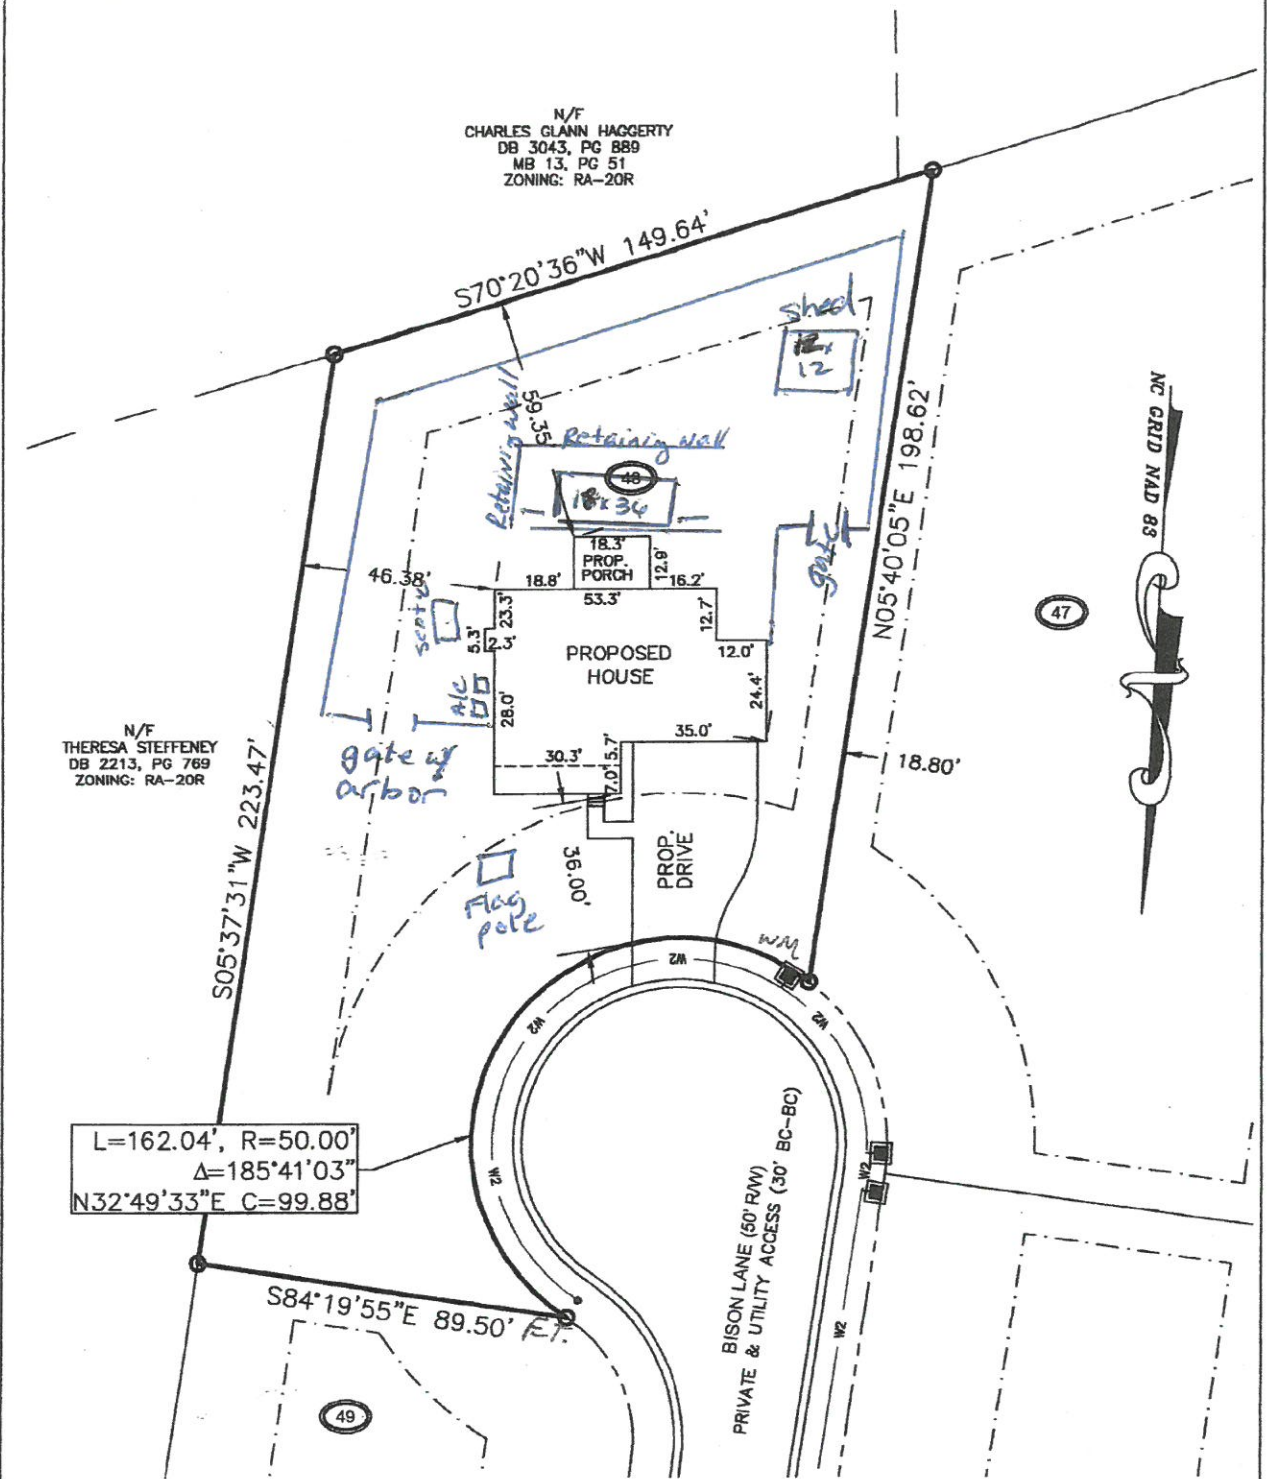 N/F
CHARLES GLANN HAGGERTY
DB 3043, PG 889
MB 13, PG 51
ZONING: RA-20R
S70°20'36"W 149.64'
shed
12x
12
59.35'
Retaining wall
Retaining wall
48
18x36
gate
N05°40'05"E 198.62'
NC GRID NAD 83
47
18.3'
PROP.
PORCH
12.9'
46.38'
18.8'
16.2'
53.3'
23.3'
12.7'
5.3'
2.3'
12.0'
PROPOSED
HOUSE
A/C
28.0'
24.4'
35.0'
30.3'
5.7'
7.0'
18.80'
gate w/
arbor
N/F
THERESA STEFFENEY
DB 2213, PG 769
ZONING: RA-20R
S05°37'31"W 223.47'
PROP.
DRIVE
36.00'
Flag
pole
WM
W2
W2
W2
W2
W2
W2
L=162.04', R=50.00'
Δ=185°41'03"
N32°49'33"E C=99.88'
S84°19'55"E 89.50' FT.
BISON LANE (50' R/W)
PRIVATE & UTILITY ACCESS (30' BC-BC)
49